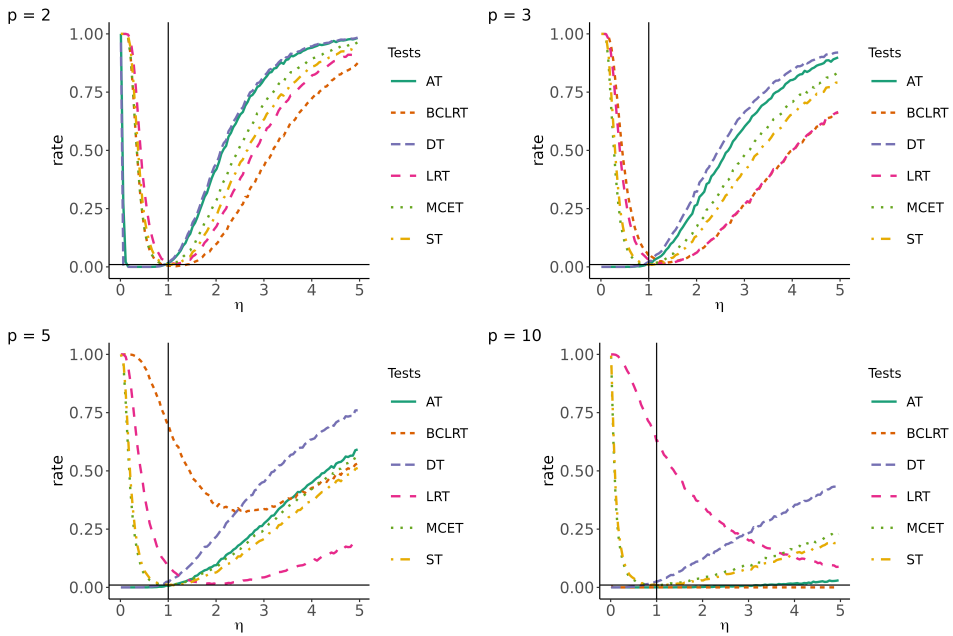 p = 2
rate
1.00
0.75
0.50
0.25
0.00
0 1 2 3 4 5
η
Tests
AT
BCLRT
DT
LRT
MCET
ST
p = 3
rate
1.00
0.75
0.50
0.25
0.00
0 1 2 3 4 5
η
Tests
AT
BCLRT
DT
LRT
MCET
ST
p = 5
rate
1.00
0.75
0.50
0.25
0.00
0 1 2 3 4 5
η
Tests
AT
BCLRT
DT
LRT
MCET
ST
p = 10
rate
1.00
0.75
0.50
0.25
0.00
0 1 2 3 4 5
η
Tests
AT
BCLRT
DT
LRT
MCET
ST